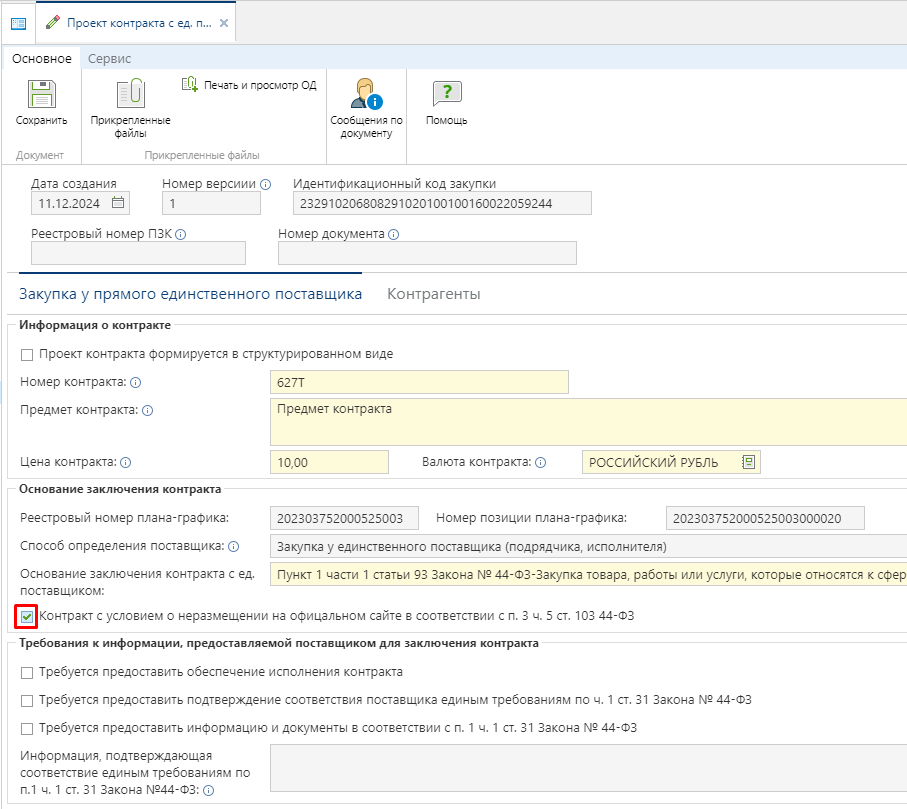 Проект контракта с ед. п...
Основное Сервис
Печать и просмотр ОД
Сохранить
Прикрепленные файлы
Сообщения по документу
Помощь
Документ
Прикрепленные файлы
Дата создания Номер версиии Идентификационный код закупки
11.12.2024 1 232910206808291020100100160022059244
Реестровый номер ПЗК Номер документа
Закупка у прямого единственного поставщика Контрагенты
Информация о контракте
Проект контракта формируется в структурированном виде
Номер контракта: 627Т
Предмет контракта: Предмет контракта
Цена контракта: 10,00 Валюта контракта: РОССИЙСКИЙ РУБЛЬ
Основание заключения контракта
Реестровый номер плана-графика: 202303752000525003 Номер позиции плана-графика: 202303752000525003000020
Способ определения поставщика: Закупка у единственного поставщика (подрядчика, исполнителя)
Основание заключения контракта с ед. поставщиком: Пункт 1 части 1 статьи 93 Закона № 44-ФЗ-Закупка товара, работы или услуги, которые относятся к сфер
Контракт с условием о неразмещении на офицальном сайте в соответствии с п. 3 ч. 5 ст. 103 44-ФЗ
Требования к информации, предоставляемой поставщиком для заключения контракта
Требуется предоставить обеспечение исполнения контракта
Требуется предоставить подтверждение соответствия поставщика единым требованиям по ч. 1 ст. 31 Закона № 44-ФЗ
Требуется предоставить информацию и документы в соответствии с п. 1 ч. 1 ст. 31 Закона № 44-ФЗ
Информация, подтверждающая
соответствие единым требованиям по
п.1 ч. 1 ст. 31 Закона №44-ФЗ: